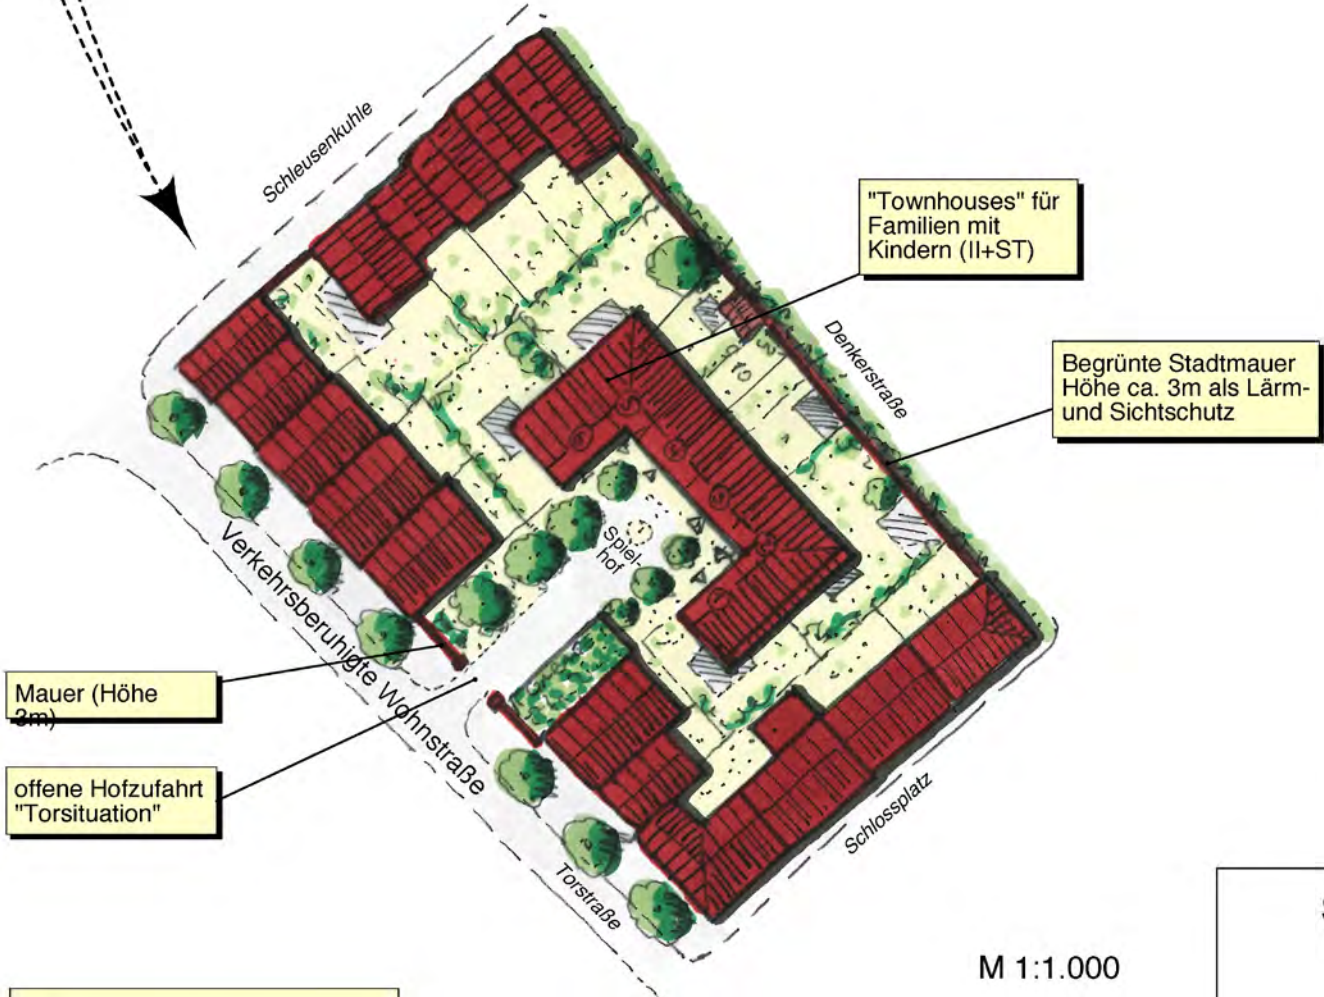 Schleusenkuhle
"Townhouses" für
Familien mit
Kindern (II+ST)
Denkerstraße
Begrünte Stadtmauer
Höhe ca. 3m als Lärm-
und Sichtschutz
Spiel-
hof
Verkehrsberuhigte Wohnstraße
Mauer (Höhe
3m)
offene Hofzufahrt
"Torsituation"
Schlossplatz
Torstraße
M 1:1.000